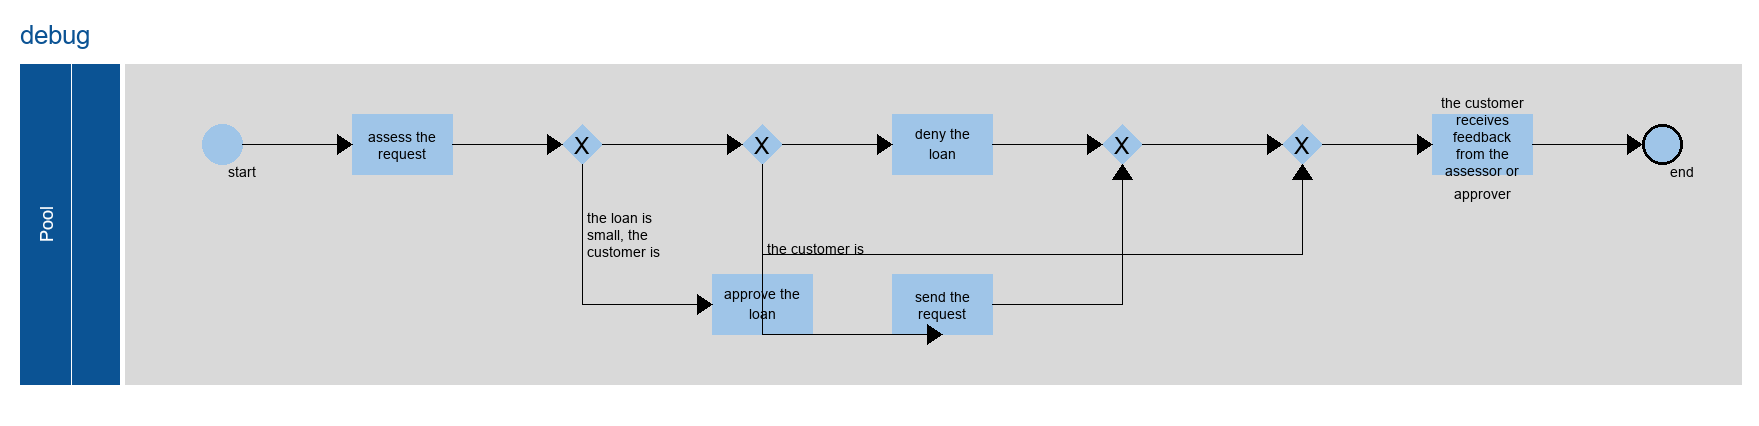 debug
Pool
start
assess the
request
X
the loan is
small, the
customer is
X
the customer is
approve the
loan
deny the
loan
send the
request
X
X
the customer
receives
feedback
from the
assessor or
approver
end